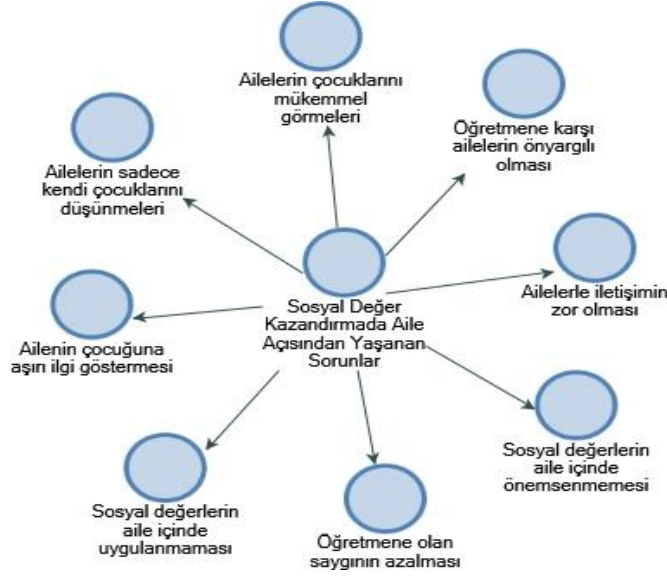 Ailelerin çocuklarını
mükemmel
görmeleri
Öğretmene karşı
ailelerin önyargılı
olması
Ailelerin sadece
kendi çocuklarını
düşünmeleri
Ailelerle iletişimin
zor olması
Sosyal Değer
Kazandırmada Aile
Açısından Yaşanan
Sorunlar
Ailenin çocuğuna
aşırı ilgi göstermesi
Sosyal değerlerin
aile içinde
önemsenmemesi
Sosyal değerlerin
aile içinde
uygulanmaması
Öğretmene olan
saygının azalması